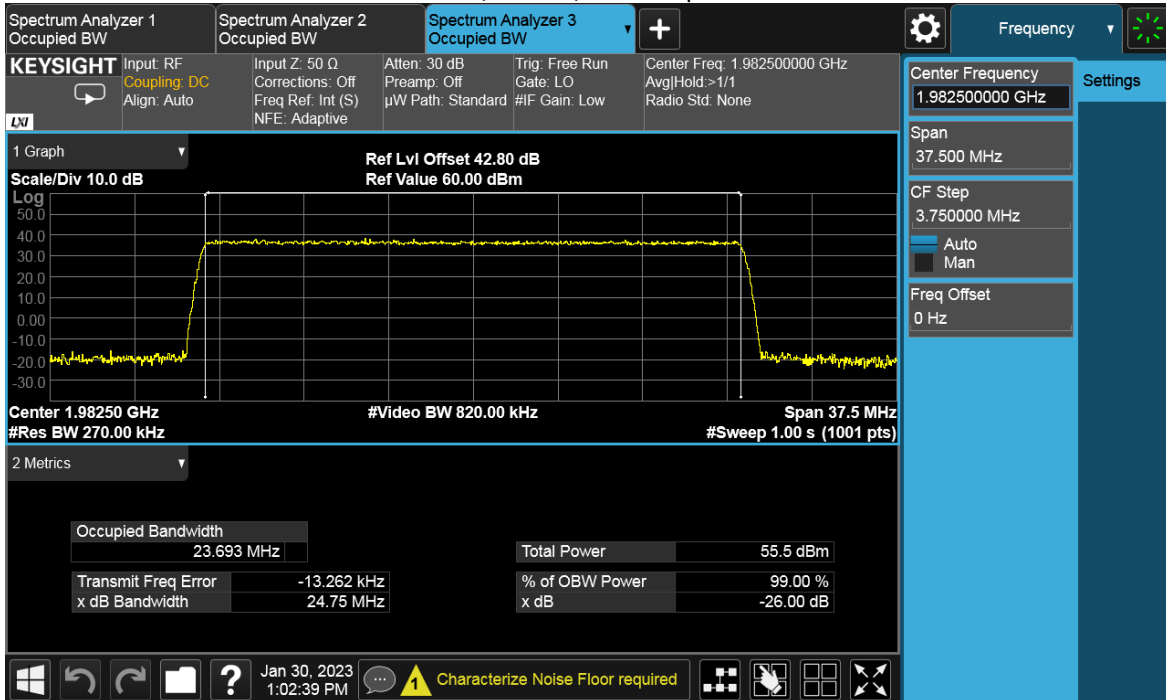 Spectrum Analyzer 1
Occupied BW
Spectrum Analyzer 2
Occupied BW
Spectrum Analyzer 3
Occupied BW
Frequency
KEYSIGHT
LXI
Input: RF
Coupling: DC
Align: Auto
Input Z: 50 Ω
Corrections: Off
Freq Ref: Int (S)
NFE: Adaptive
Atten: 30 dB
Preamp: Off
µW Path: Standard
Trig: Free Run
Gate: LO
#IF Gain: Low
Center Freq: 1.982500000 GHz
Avg|Hold:>1/1
Radio Std: None
Center Frequency
1.982500000 GHz
Settings
Span
37.500 MHz
CF Step
3.750000 MHz
Auto
Man
Freq Offset
0 Hz
1 Graph
Scale/Div 10.0 dB
Ref Lvl Offset 42.80 dB
Ref Value 60.00 dBm
Log
50.0
40.0
30.0
20.0
10.0
0.00
-10.0
-20.0
-30.0
Center 1.98250 GHz
#Video BW 820.00 kHz
Span 37.5 MHz
#Res BW 270.00 kHz
#Sweep 1.00 s (1001 pts)
2 Metrics
Occupied Bandwidth
23.693 MHz
Total Power 55.5 dBm
Transmit Freq Error -13.262 kHz
% of OBW Power 99.00 %
x dB Bandwidth 24.75 MHz
x dB -26.00 dB
?
Jan 30, 2023
1:02:39 PM
1
Characterize Noise Floor required